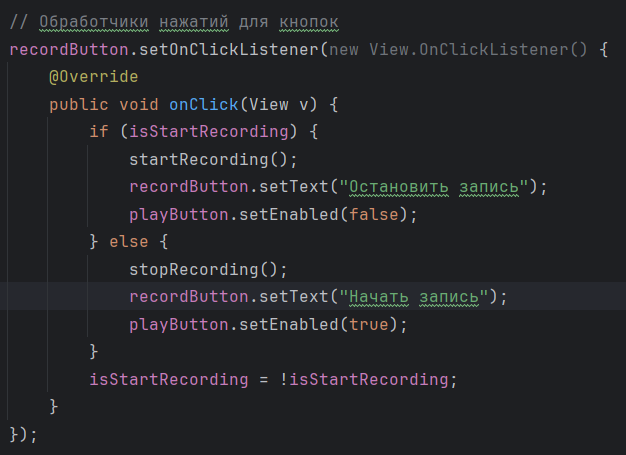 // Обработчики нажатий для кнопок
recordButton.setOnClickListener(new View.OnClickListener() {
    @Override
    public void onClick(View v) {
        if (isStartRecording) {
            startRecording();
            recordButton.setText("Остановить запись");
            playButton.setEnabled(false);
        } else {
            stopRecording();
            recordButton.setText("Начать запись");
            playButton.setEnabled(true);
        }
        isStartRecording = !isStartRecording;
    }
});